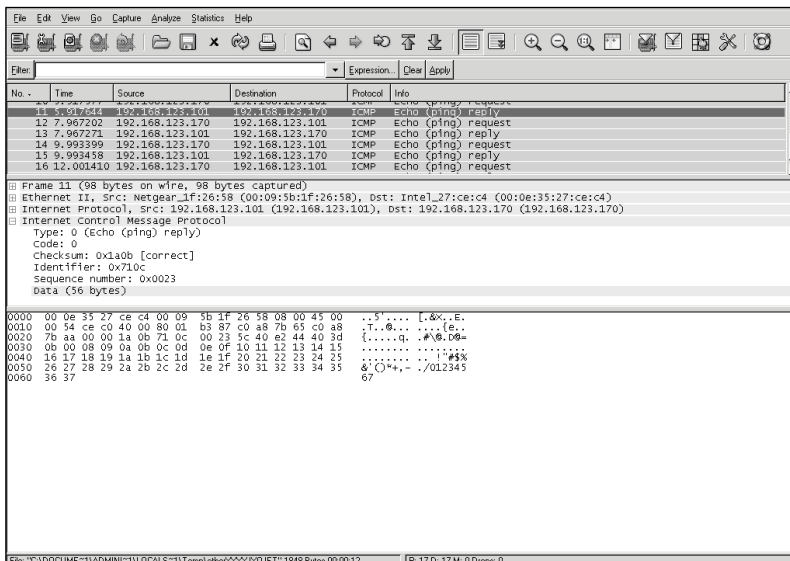 File Edit View Go Capture Analyze Statistics Help
Filter: Expression... Clear Apply
No. - Time Source Destination Protocol Info
11 5.917644 192.168.123.101 192.168.123.170 ICMP Echo (ping) reply
12 7.967202 192.168.123.170 192.168.123.101 ICMP Echo (ping) request
13 7.967271 192.168.123.101 192.168.123.170 ICMP Echo (ping) reply
14 9.993399 192.168.123.170 192.168.123.101 ICMP Echo (ping) request
15 9.993458 192.168.123.101 192.168.123.170 ICMP Echo (ping) reply
16 12.001410 192.168.123.170 192.168.123.101 ICMP Echo (ping) request
Frame 11 (98 bytes on wire, 98 bytes captured)
Ethernet II, Src: Netgear_1f:26:58 (00:09:5b:1f:26:58), Dst: Intel_27:ce:c4 (00:0e:35:27:ce:c4)
Internet Protocol, Src: 192.168.123.101 (192.168.123.101), Dst: 192.168.123.170 (192.168.123.170)
Internet Control Message Protocol
Type: 0 (Echo (ping) reply)
Code: 0
Checksum: 0x1a0b [correct]
Identifier: 0x710c
Sequence number: 0x0023
Data (56 bytes)
0000 00 0e 35 27 ce c4 00 09 5b 1f 26 58 08 00 45 00 ..5'.... [.&X..E.
0010 00 54 ce c0 40 00 80 01 b3 87 c0 a8 7b 65 c0 a8 .T..@... ....{e..
0020 7b aa 00 00 1a 0b 71 0c 00 23 5c 40 e2 44 40 3d {.....q. .#\@.D@=
0030 0b 00 08 09 0a 0b 0c 0d 0e 0f 10 11 12 13 14 15 ........ ........
0040 16 17 18 19 1a 1b 1c 1d 1e 1f 20 21 22 23 24 25 ........ .. !"#$%
0050 26 27 28 29 2a 2b 2c 2d 2e 2f 30 31 32 33 34 35 &'()*+,- ./012345
0060 36 37 67